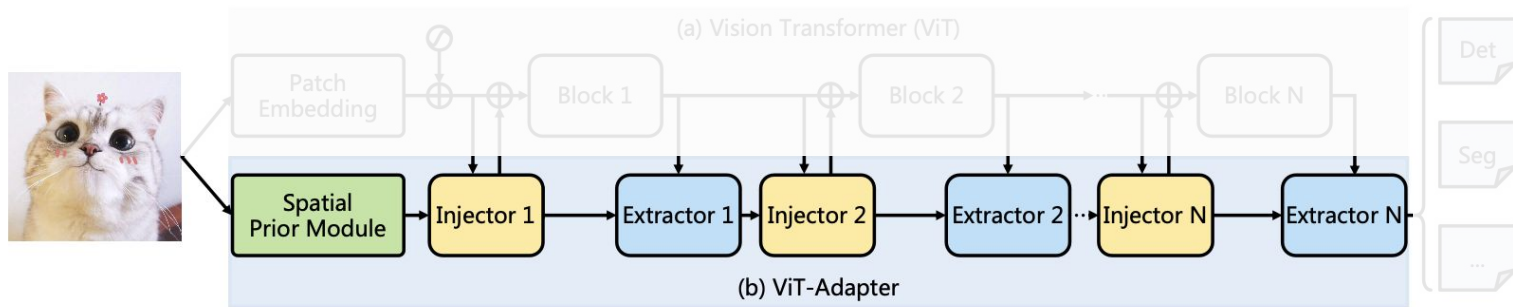 (a) Vision Transformer (ViT)
Patch
Embedding
Block 1
Block 2
...
Block N
Det
Seg
...
Spatial
Prior Module
Injector 1
Extractor 1
Injector 2
Extractor 2
...
Injector N
Extractor N
(b) ViT-Adapter